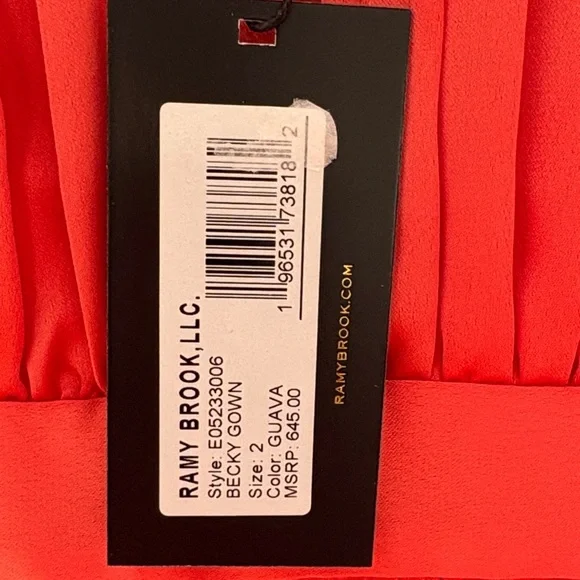 RAMY BROOK, LLC.
Style: E05233006
BECKY GOWN
Size: 2
Color: GUAVA
MSRP: 645.00
1 96531 73818 2
RAMYBROOK.COM